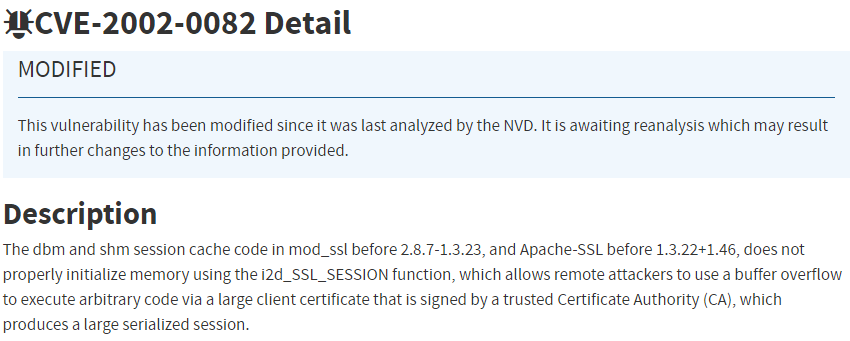 CVE-2002-0082 Detail
MODIFIED
This vulnerability has been modified since it was last analyzed by the NVD. It is awaiting reanalysis which may result
in further changes to the information provided.
Description
The dbm and shm session cache code in mod_ssl before 2.8.7-1.3.23, and Apache-SSL before 1.3.22+1.46, does not
properly initialize memory using the i2d_SSL_SESSION function, which allows remote attackers to use a buffer overflow
to execute arbitrary code via a large client certificate that is signed by a trusted Certificate Authority (CA), which
produces a large serialized session.